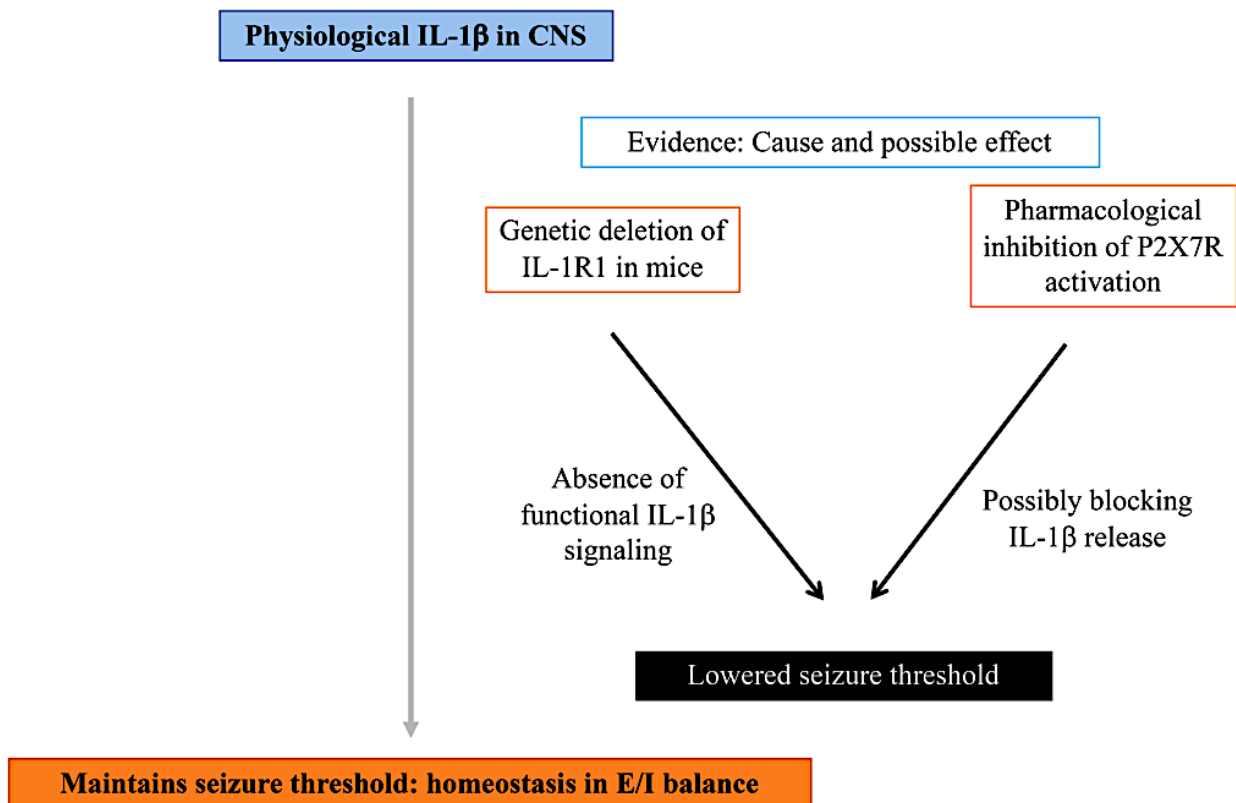 Physiological IL-1β in CNS
Evidence: Cause and possible effect
Genetic deletion of
IL-1R1 in mice
Pharmacological
inhibition of P2X7R
activation
Absence of
functional IL-1β
signaling
Possibly blocking
IL-1β release
Lowered seizure threshold
Maintains seizure threshold: homeostasis in E/I balance